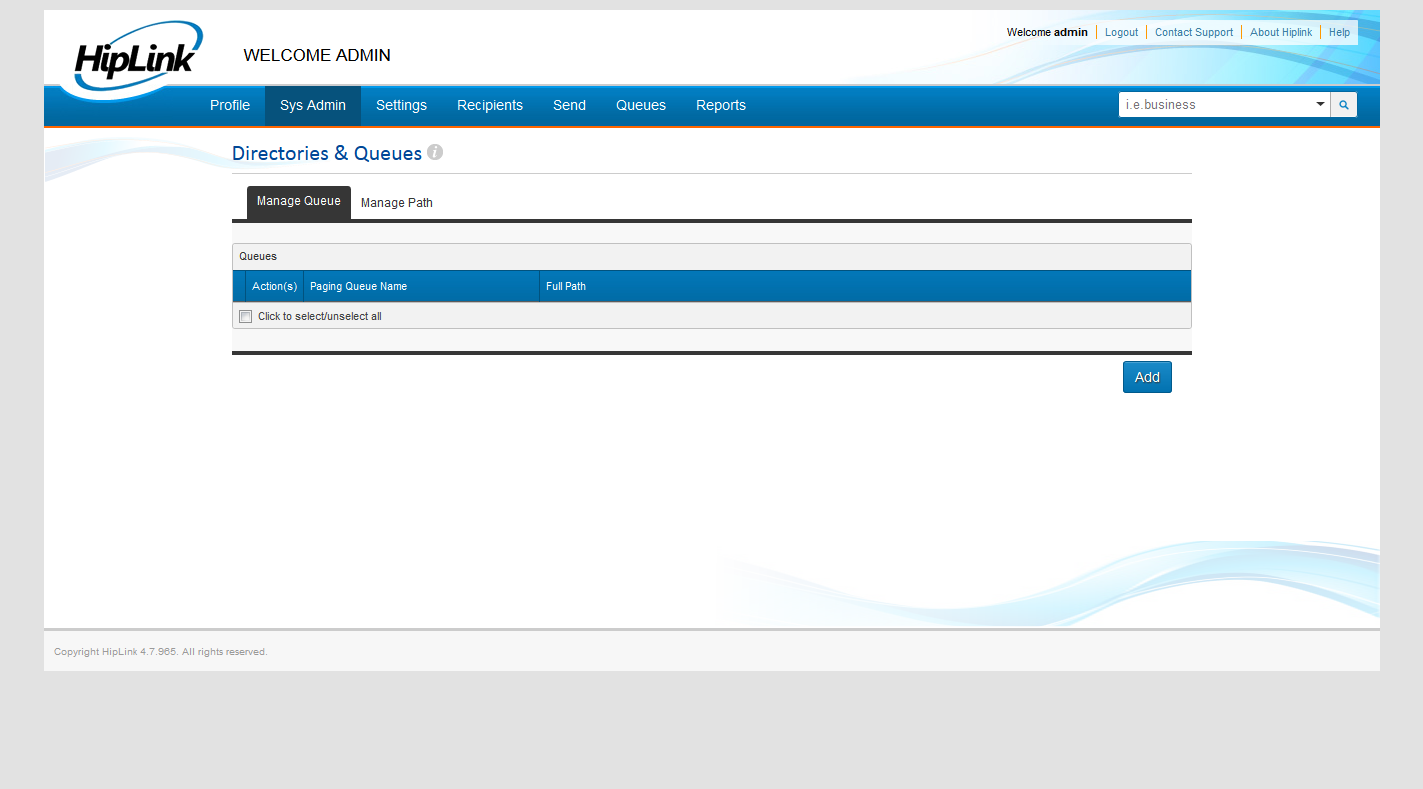 HipLink
WELCOME ADMIN
Welcome admin Logout Contact Support About Hiplink Help
Profile Sys Admin Settings Recipients Send Queues Reports i.e.business
Directories & Queues i
Manage Queue Manage Path
Queues
Action(s) Paging Queue Name Full Path
Click to select/unselect all
Add
Copyright HipLink 4.7.965. All rights reserved.